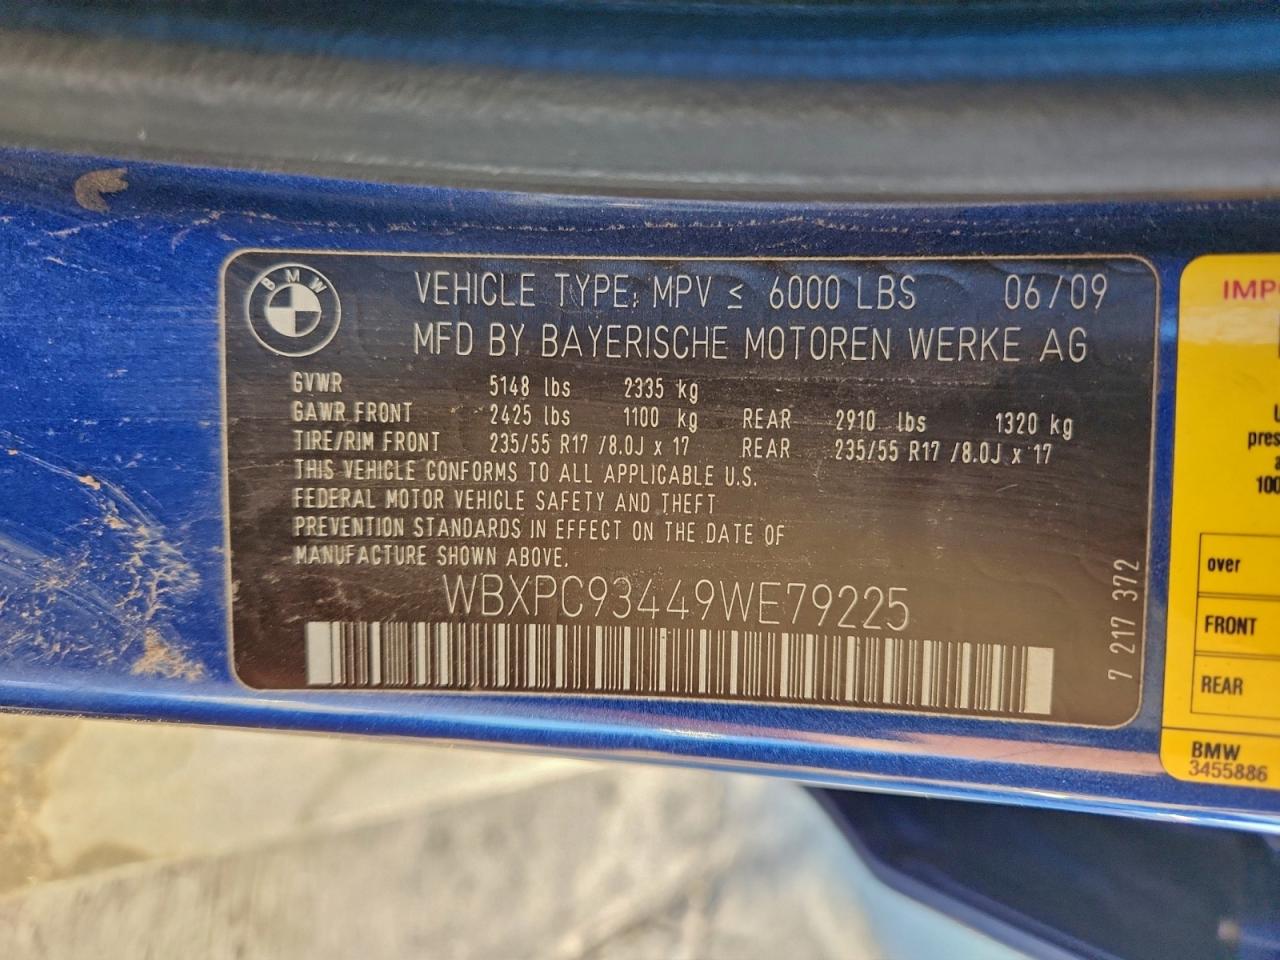 BMW
VEHICLE TYPE: MPV ≤ 6000 LBS 06/09
MFD BY BAYERISCHE MOTOREN WERKE AG
GVWR 5148 lbs 2335 kg
GAWR FRONT 2425 lbs 1100 kg REAR 2910 lbs 1320 kg
TIRE/RIM FRONT 235/55 R17 /8.0J x 17 REAR 235/55 R17 /8.0J x 17
THIS VEHICLE CONFORMS TO ALL APPLICABLE U.S.
FEDERAL MOTOR VEHICLE SAFETY AND THEFT
PREVENTION STANDARDS IN EFFECT ON THE DATE OF
MANUFACTURE SHOWN ABOVE.
WBXPC93449WE79225
7 217 372
IMPO
pres
100
over
FRONT
REAR
BMW
3455886